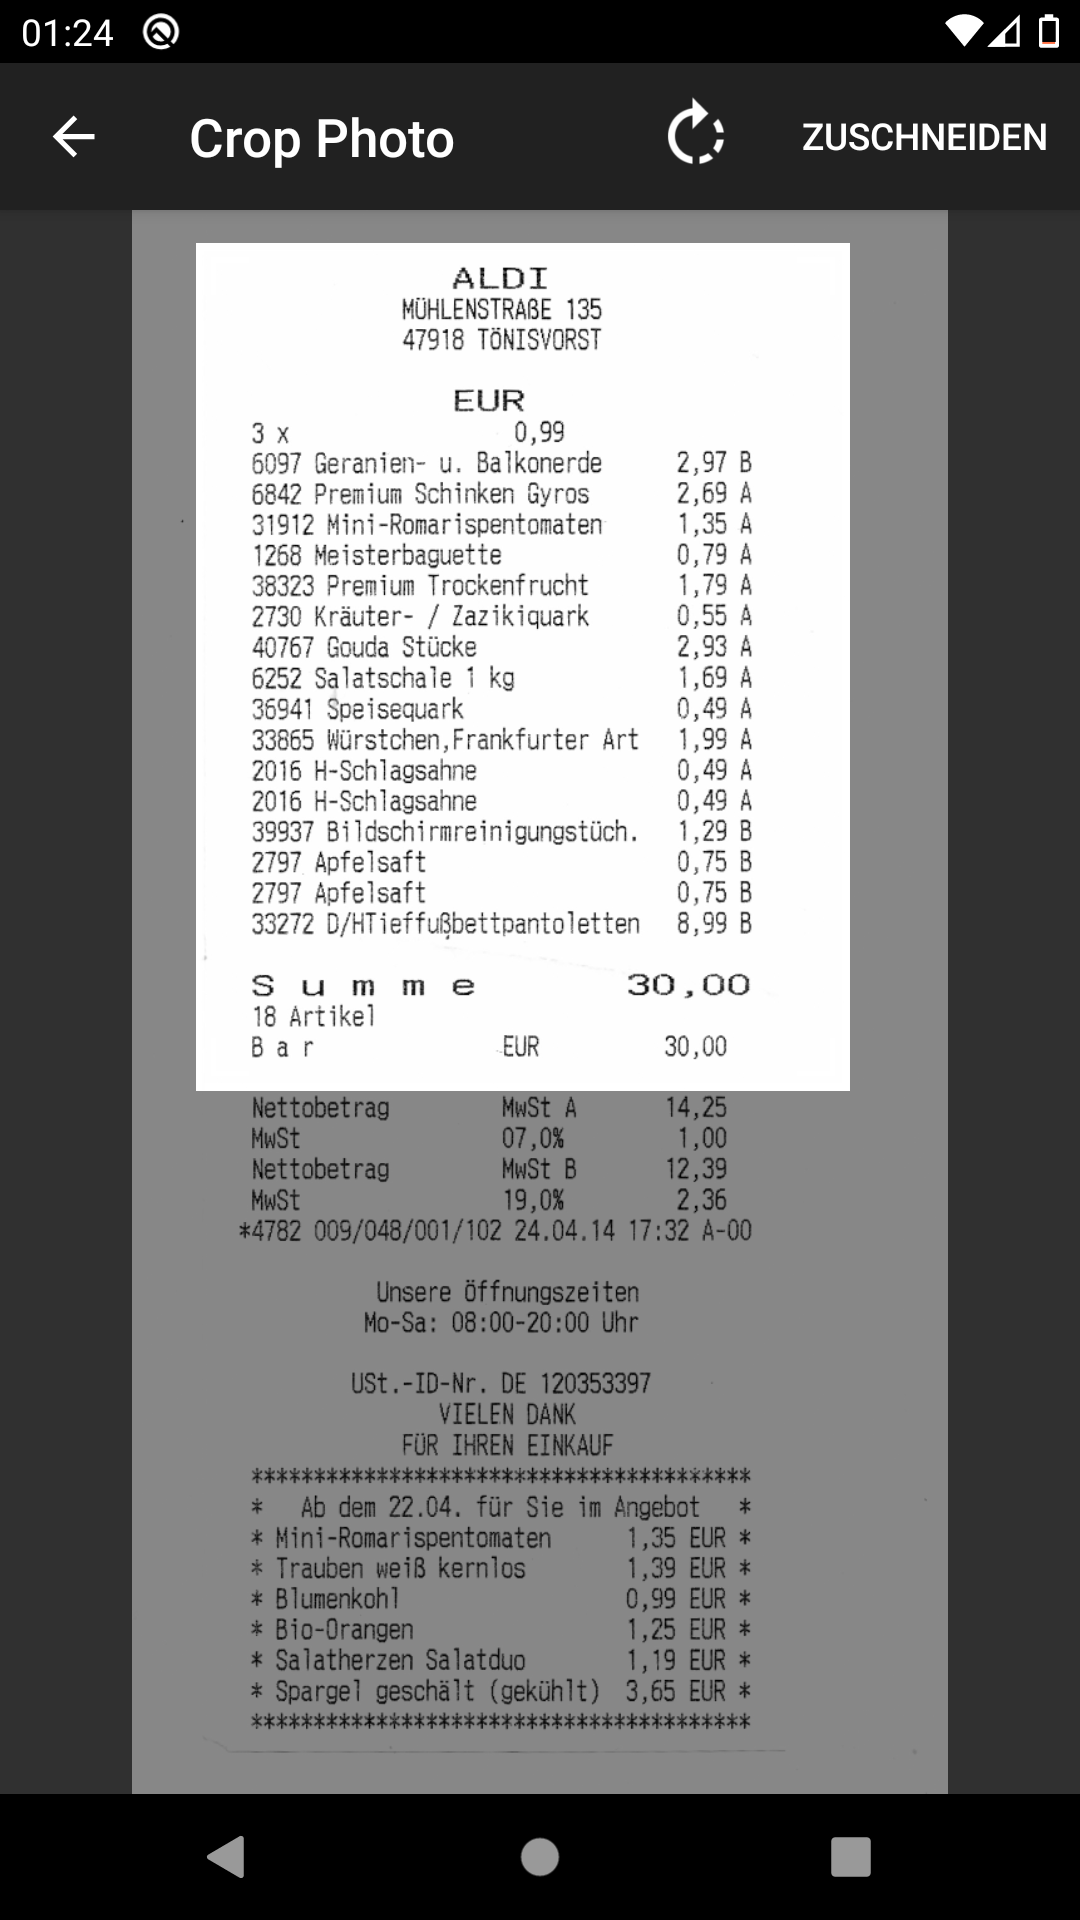 01:24
Crop Photo ZUSCHNEIDEN
ALDI
MÜHLENSTRAßE 135
47918 TÖNISVORST
EUR
3 x 0,99
6097 Geranien- u. Balkonerde 2,97 B
6842 Premium Schinken Gyros 2,69 A
31912 Mini-Romarispentomaten 1,35 A
1268 Meisterbaguette 0,79 A
38323 Premium Trockenfrucht 1,79 A
2730 Kräuter- / Zazikiquark 0,55 A
40767 Gouda Stücke 2,93 A
6252 Salatschale 1 kg 1,69 A
36941 Speisequark 0,49 A
33865 Würstchen,Frankfurter Art 1,99 A
2016 H-Schlagsahne 0,49 A
2016 H-Schlagsahne 0,49 A
39937 Bildschirmreinigungstüch. 1,29 B
2797 Apfelsaft 0,75 B
2797 Apfelsaft 0,75 B
33272 D/HTieffußbettpantoletten 8,99 B
S u m m e 30,00
18 Artikel
B a r EUR 30,00
Nettobetrag MwSt A 14,25
MwSt 07,0% 1,00
Nettobetrag MwSt B 12,39
MwSt 19,0% 2,36
*4782 009/048/001/102 24.04.14 17:32 A-00
Unsere Öffnungszeiten
Mo-Sa: 08:00-20:00 Uhr
USt.-ID-Nr. DE 120353397
VIELEN DANK
FÜR IHREN EINKAUF
****************************************
* Ab dem 22.04. für Sie im Angebot *
* Mini-Romarispentomaten 1,35 EUR *
* Trauben weiß kernlos 1,39 EUR *
* Blumenkohl 0,99 EUR *
* Bio-Orangen 1,25 EUR *
* Salatherzen Salatduo 1,19 EUR *
* Spargel geschält (gekühlt) 3,65 EUR *
****************************************